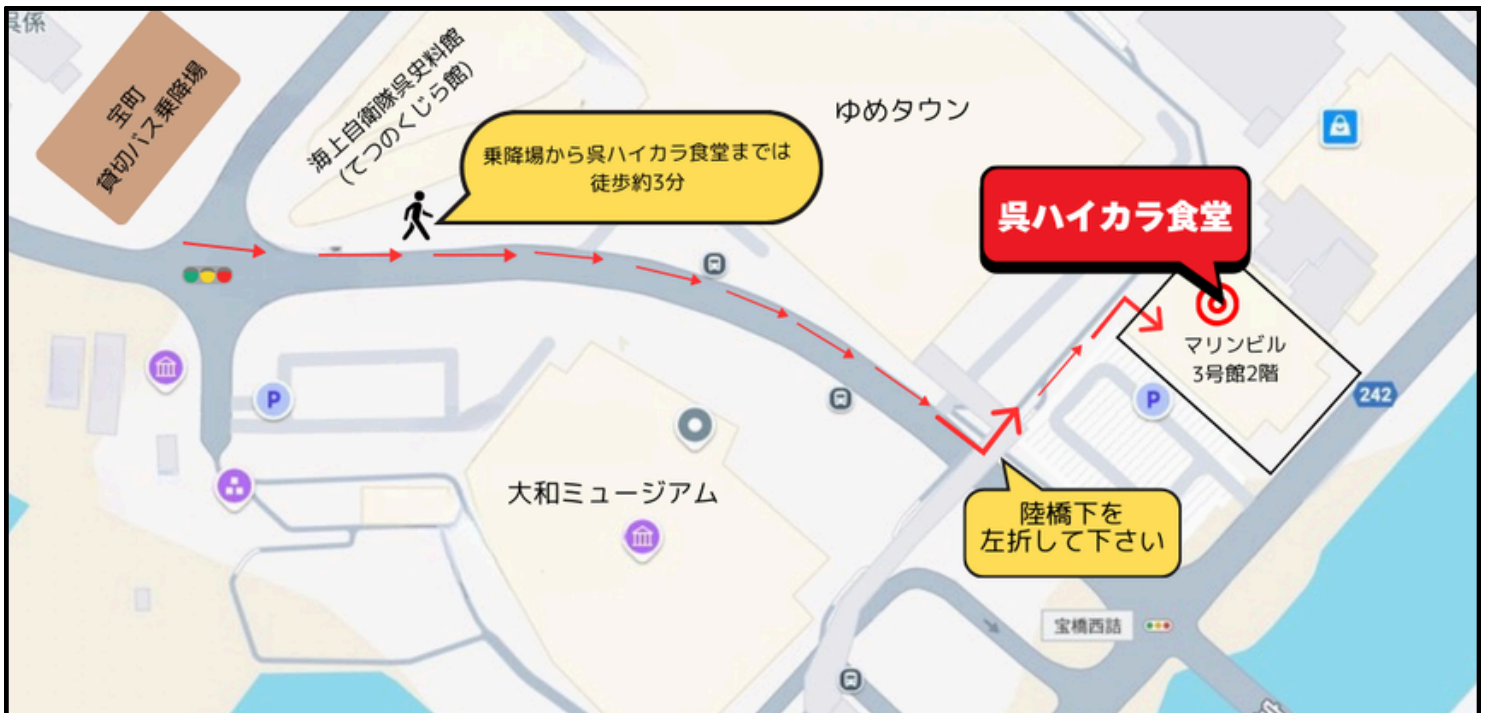 呉係
宝町
貸切バス乗降場
海上自衛隊呉史料館
(てつのくじら館)
乗降場から呉ハイカラ食堂までは
徒歩約3分
ゆめタウン
呉ハイカラ食堂
マリンビル
3号館2階
P
P
242
大和ミュージアム
陸橋下を
左折して下さい
宝橋西詰